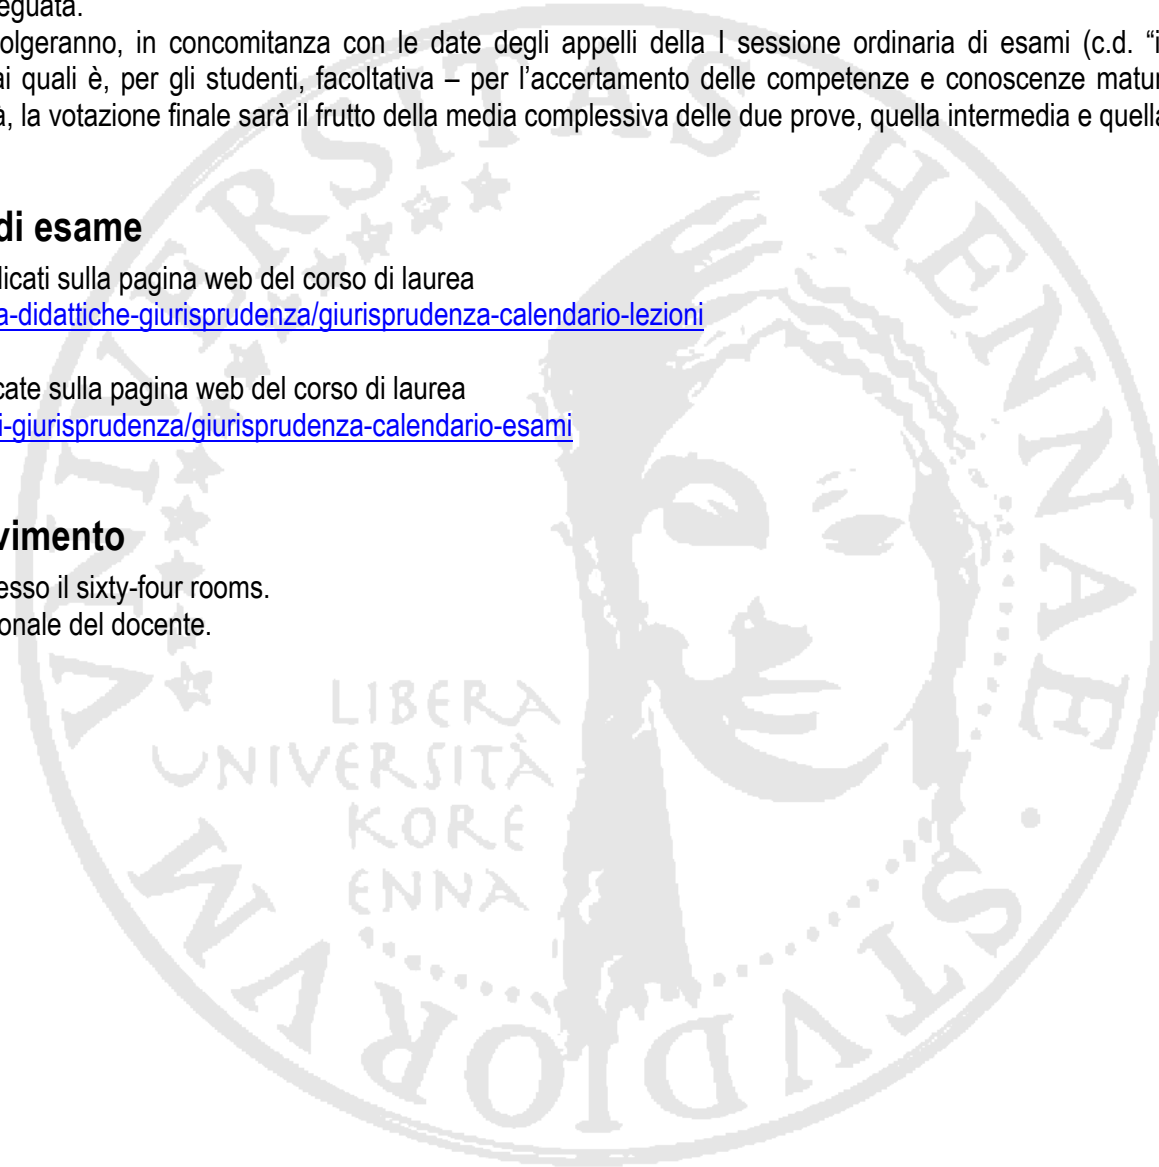 eguata.
olgeranno, in concomitanza con le date degli appelli della I sessione ordinaria di esami (c.d. “i
ai quali è, per gli studenti, facoltativa – per l’accertamento delle competenze e conoscenze matur
à, la votazione finale sarà il frutto della media complessiva delle due prove, quella intermedia e quella
di esame
licati sulla pagina web del corso di laurea
a-didattiche-giurisprudenza/giurisprudenza-calendario-lezioni
cate sulla pagina web del corso di laurea
i-giurisprudenza/giurisprudenza-calendario-esami
vimento
esso il sixty-four rooms.
onale del docente.
VNIVERSITAS HENNAE · STVDIORVM
LIBERA
UNIVERSITÀ
KORE
ENNA